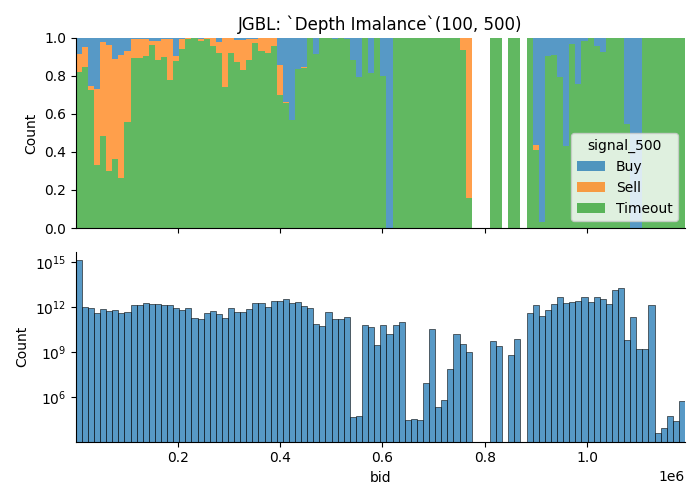 JGBL: `Depth Imalance`(100, 500)
1.0
0.8
0.6
0.4
0.2
0.0
Count
signal_500
Buy
Sell
Timeout
10^15
10^12
10^9
10^6
Count
0.2 0.4 0.6 0.8 1.0
1e6
bid